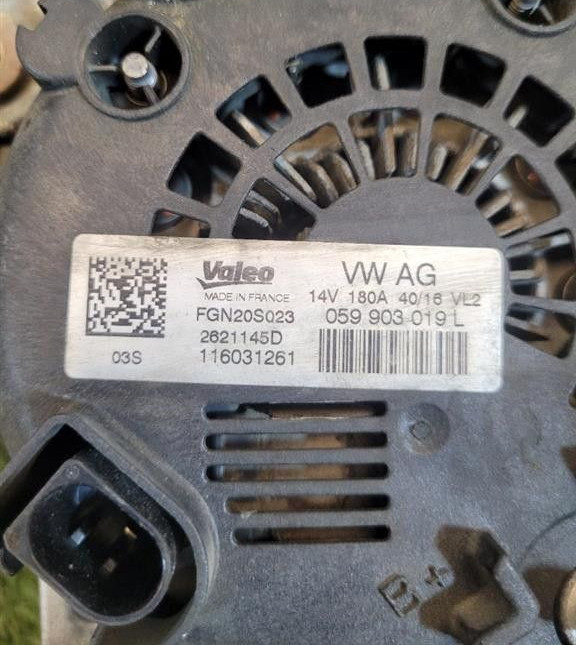 Valeo
MADE IN FRANCE
FGN20S023
2621145D
116031261
03S
VW AG
14V 180A 40/16 VL2
059 903 019 L
+